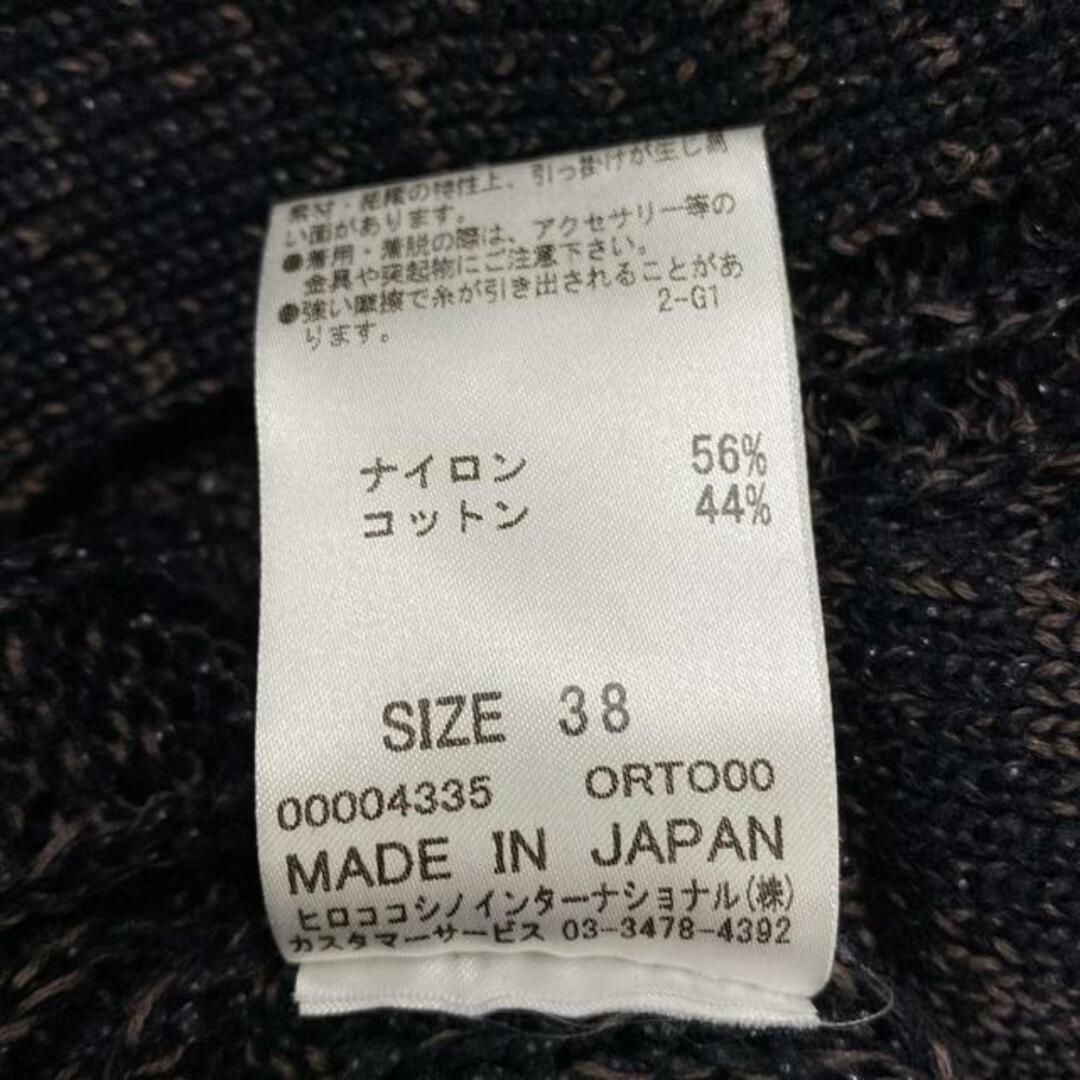 素材・組織の特性上、引っ掛けが生じ易
い面があります。
●着用・着脱の際は、アクセサリー等の
金具や突起物にご注意下さい。
●強い摩擦で糸が引き出されることがあ
ります。 2-G1
ナイロン 56%
コットン 44%
SIZE 38
00004335 ORTO00
MADE IN JAPAN
ヒロココシノインターナショナル(株)
カスタマーサービス 03-3478-4392